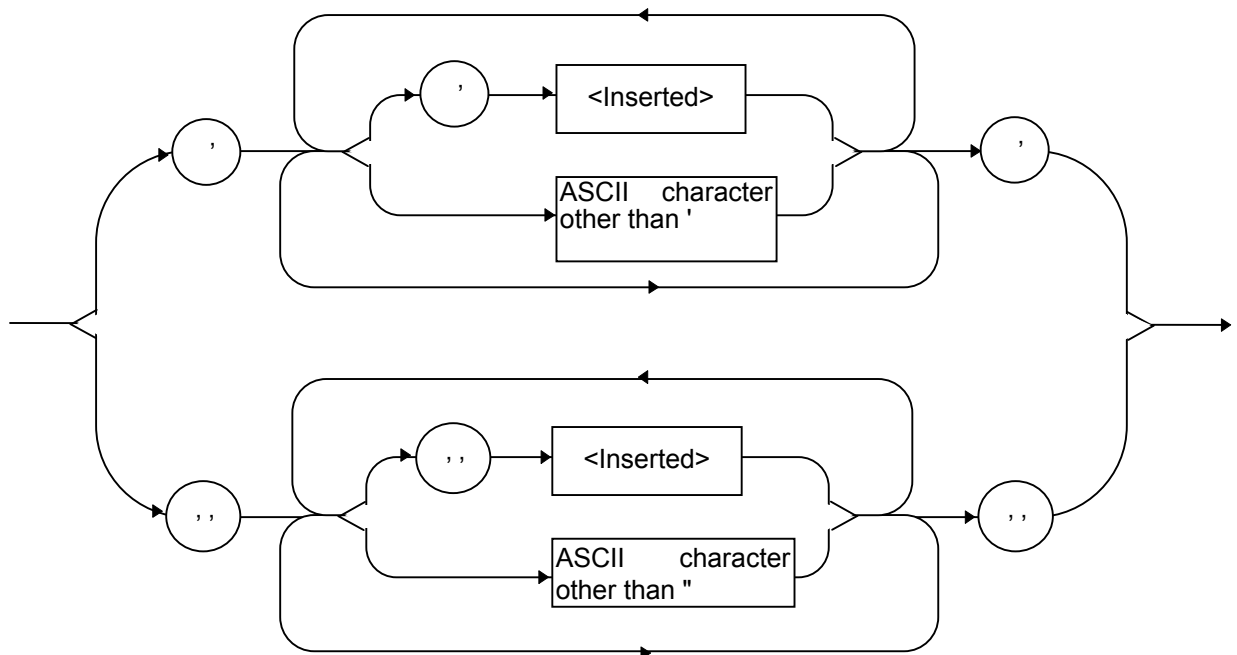 '
<Inserted>
'
'
ASCII character
other than '
''
<Inserted>
''
''
ASCII character
other than "